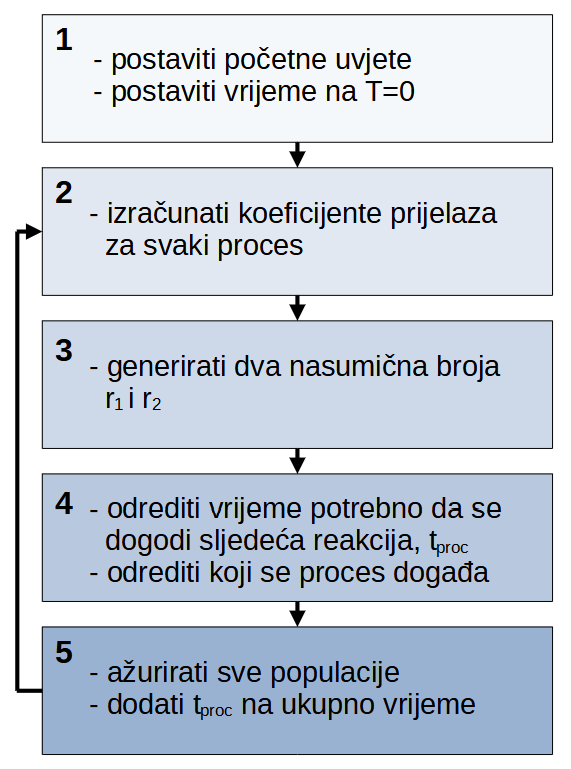 1
- postaviti početne uvjete
- postaviti vrijeme na T=0
2
- izračunati koeficijente prijelaza
za svaki proces
3
- generirati dva nasumična broja
r₁ i r₂
4
- odrediti vrijeme potrebno da se
dogodi sljedeća reakcija, tproc
- odrediti koji se proces događa
5
- ažurirati sve populacije
- dodati tproc na ukupno vrijeme